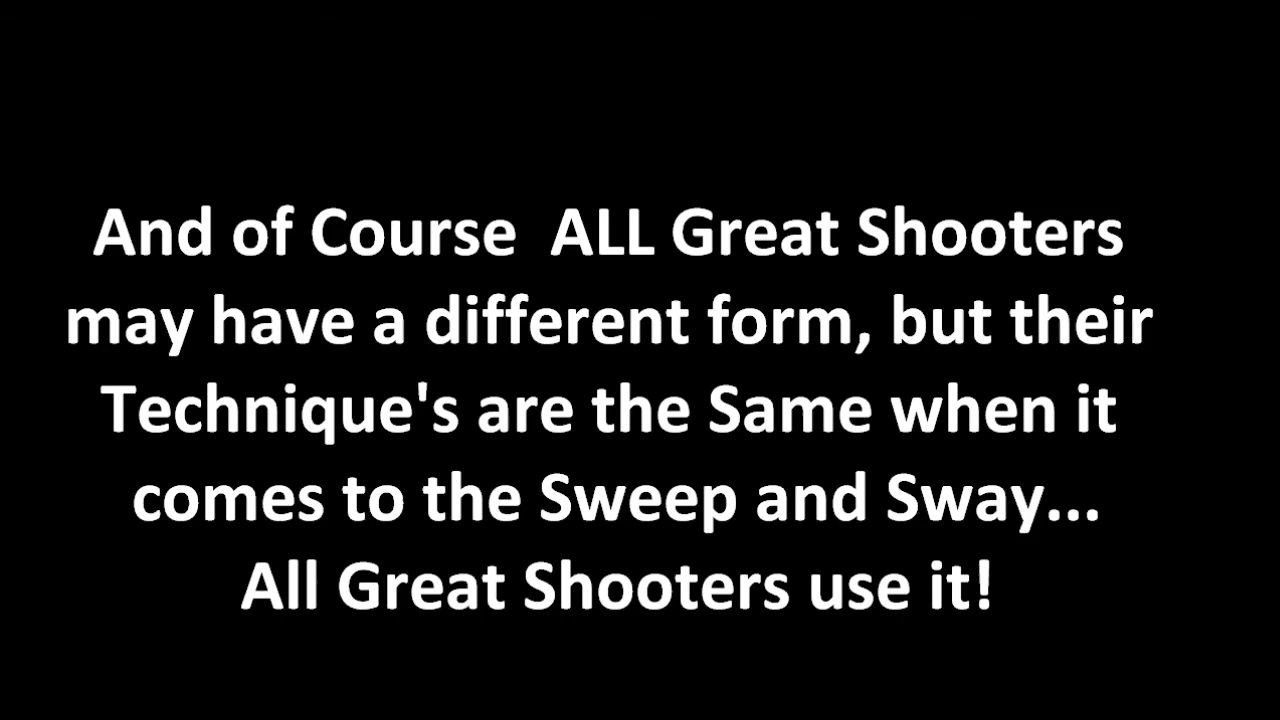 And of Course  ALL Great Shooters
may have a different form, but their
Technique's are the Same when it
comes to the Sweep and Sway...
All Great Shooters use it!